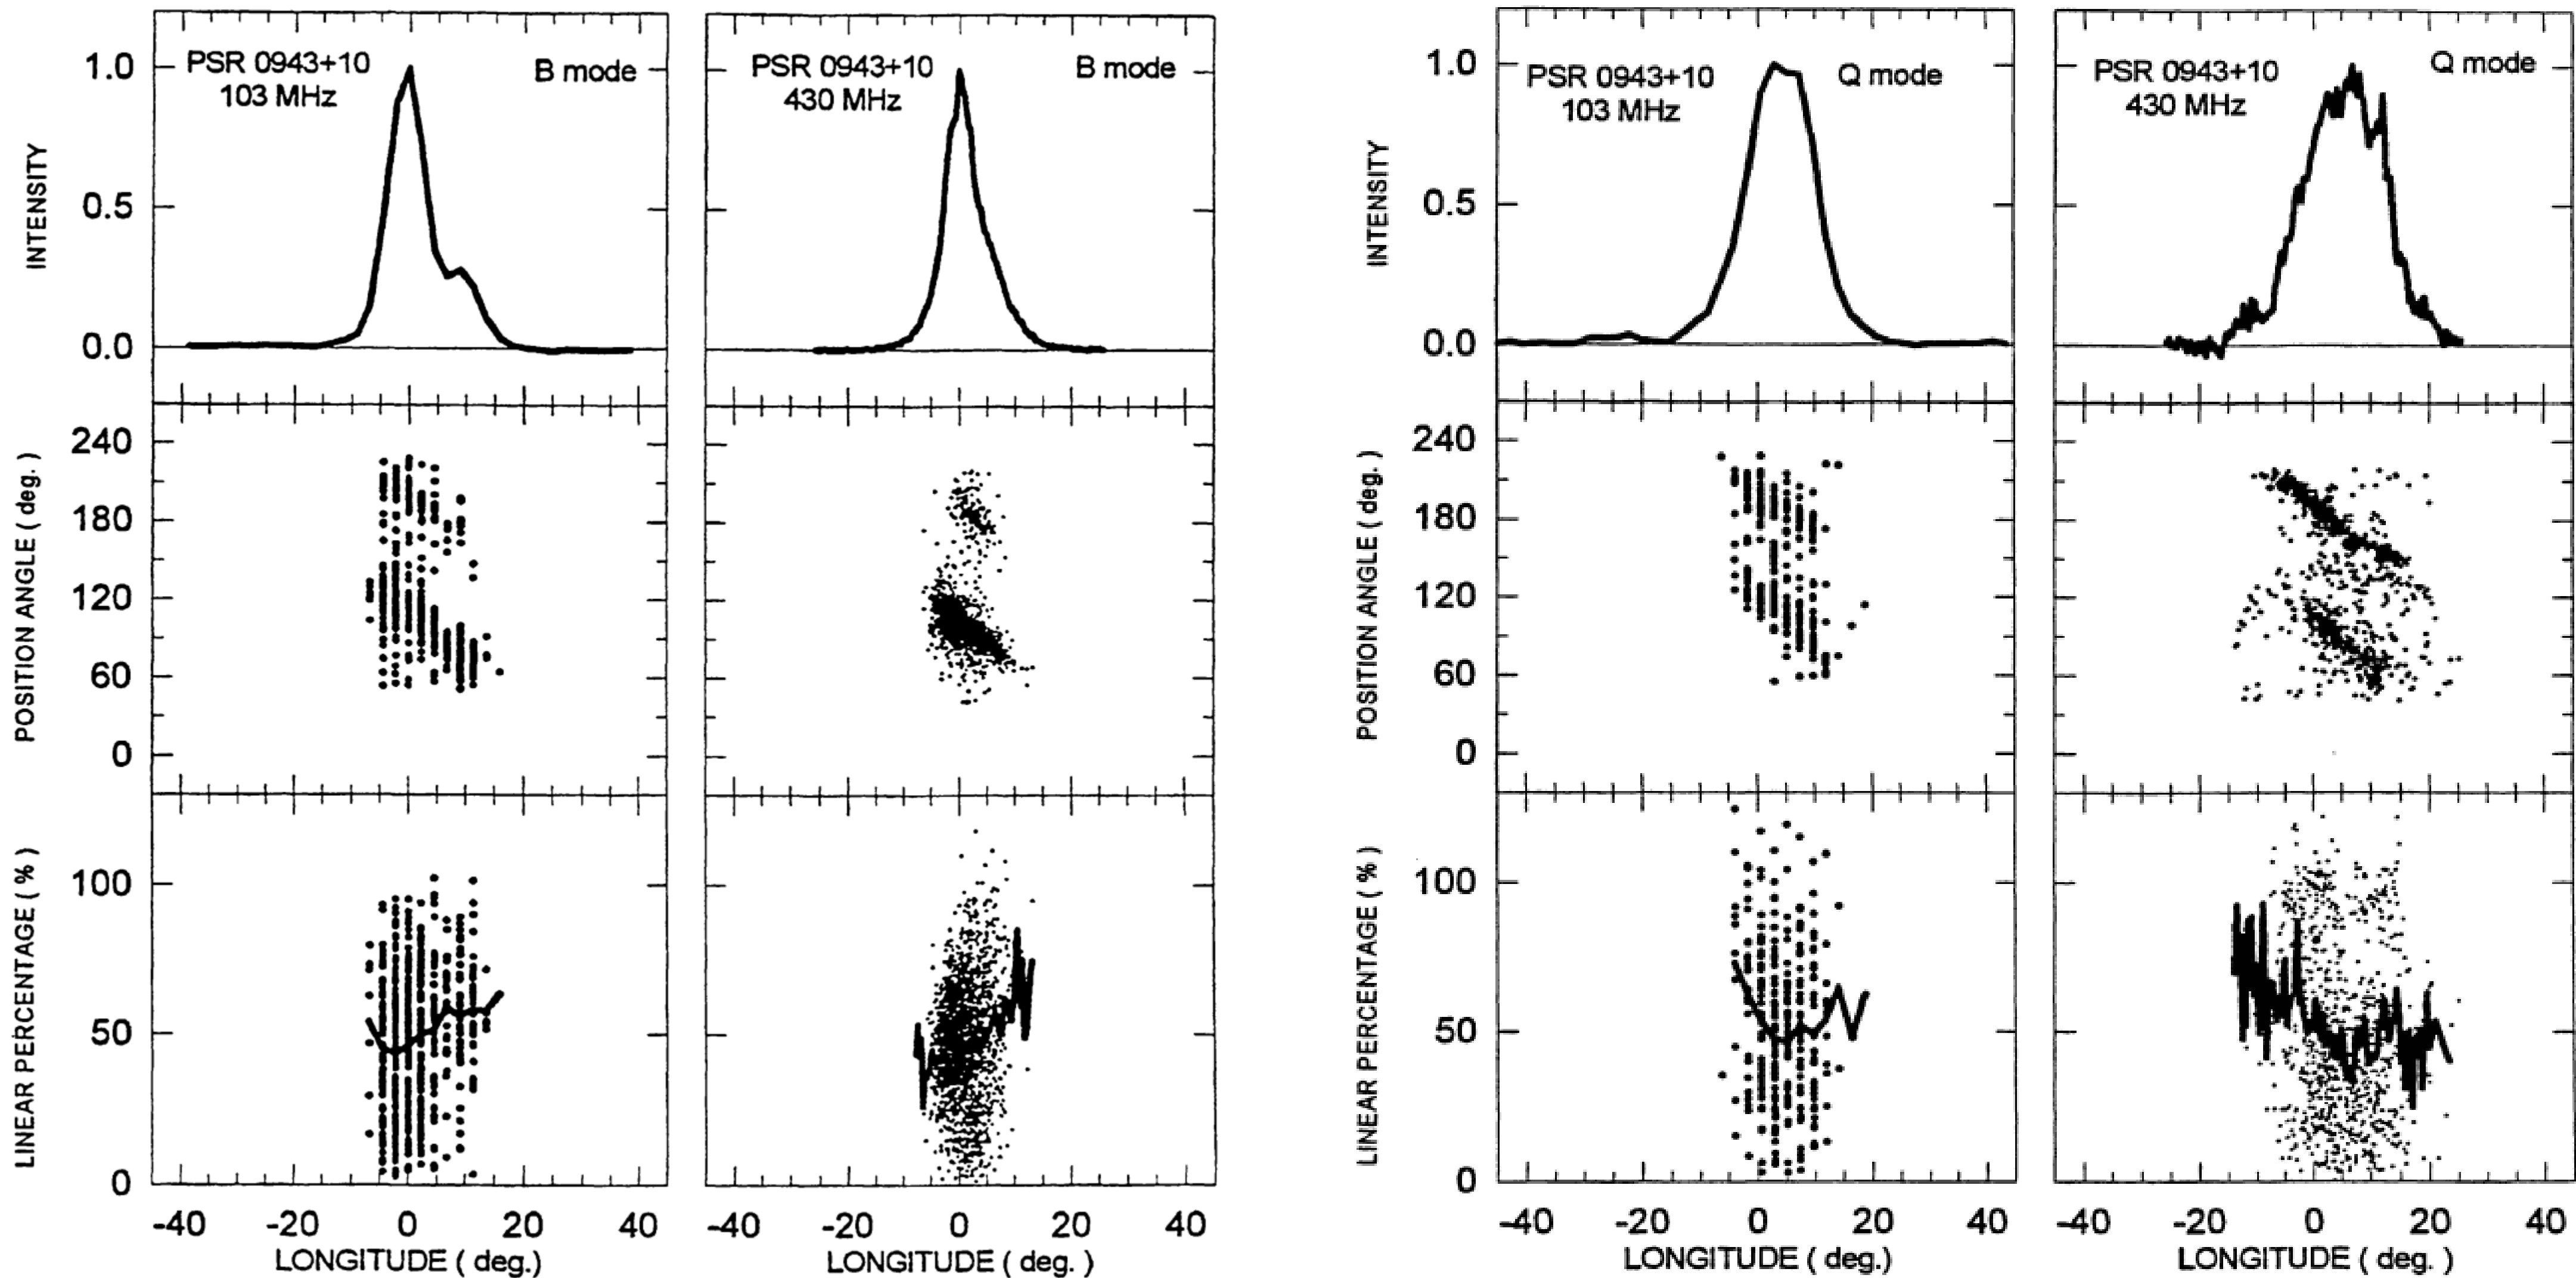 PSR 0943+10
103 MHz
B mode
1.0
0.5
0.0
INTENSITY
240
180
120
60
0
POSITION ANGLE ( deg. )
100
50
0
LINEAR PERCENTAGE ( % )
-40 -20 0 20 40
LONGITUDE ( deg.)
PSR 0943+10
430 MHz
B mode
-40 -20 0 20 40
LONGITUDE ( deg. )
PSR 0943+10
103 MHz
Q mode
1.0
0.5
0.0
INTENSITY
240
180
120
60
0
POSITION ANGLE ( deg. )
100
50
0
LINEAR PERCENTAGE ( % )
-40 -20 0 20 40
LONGITUDE ( deg.)
PSR 0943+10
430 MHz
Q mode
-40 -20 0 20 40
LONGITUDE ( deg. )